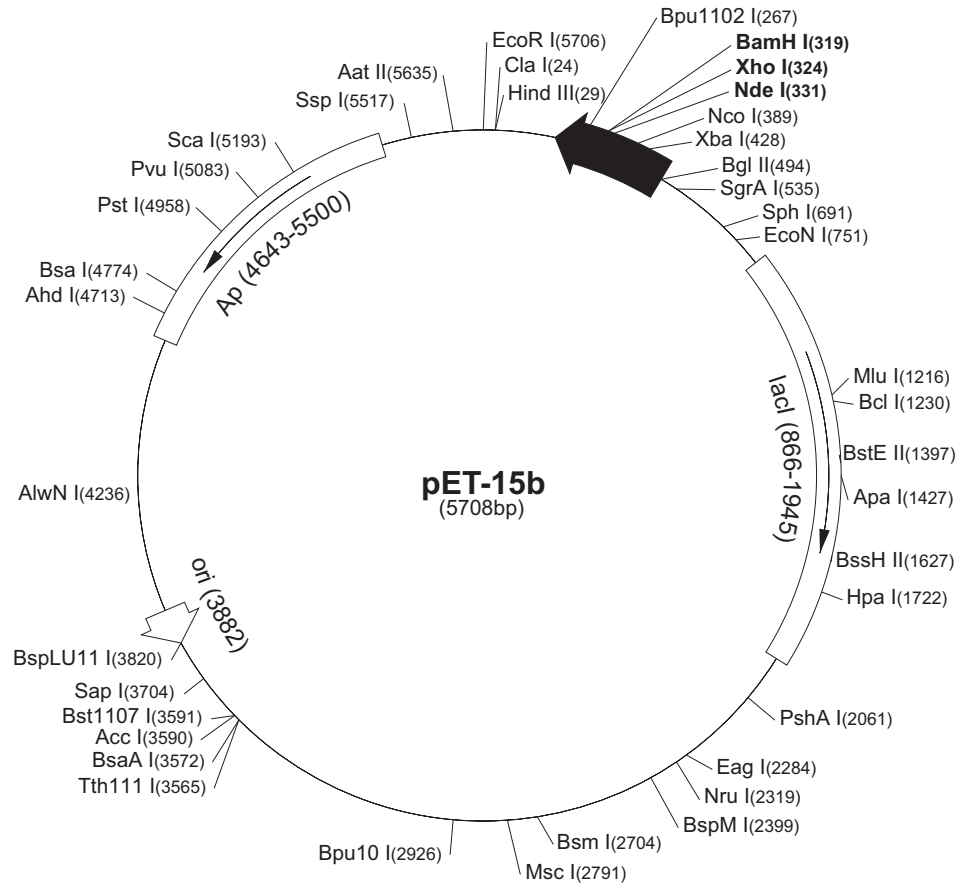 Bpu1102 I(267)
EcoR I(5706)
BamH I(319)
Cla I(24)
Xho I(324)
Aat II(5635)
Hind III(29)
Nde I(331)
Ssp I(5517)
Nco I(389)
Sca I(5193)
Xba I(428)
Pvu I(5083)
Bgl II(494)
SgrA I(535)
Pst I(4958)
Sph I(691)
EcoN I(751)
Ap (4643-5500)
Bsa I(4774)
Ahd I(4713)
Mlu I(1216)
Bcl I(1230)
lacI (866-1945)
BstE II(1397)
pET-15b
(5708bp)
AlwN I(4236)
Apa I(1427)
BssH II(1627)
Hpa I(1722)
ori (3882)
BspLU11 I(3820)
Sap I(3704)
Bst1107 I(3591)
PshA I(2061)
Acc I(3590)
BsaA I(3572)
Eag I(2284)
Tth111 I(3565)
Nru I(2319)
BspM I(2399)
Bsm I(2704)
Bpu10 I(2926)
Msc I(2791)